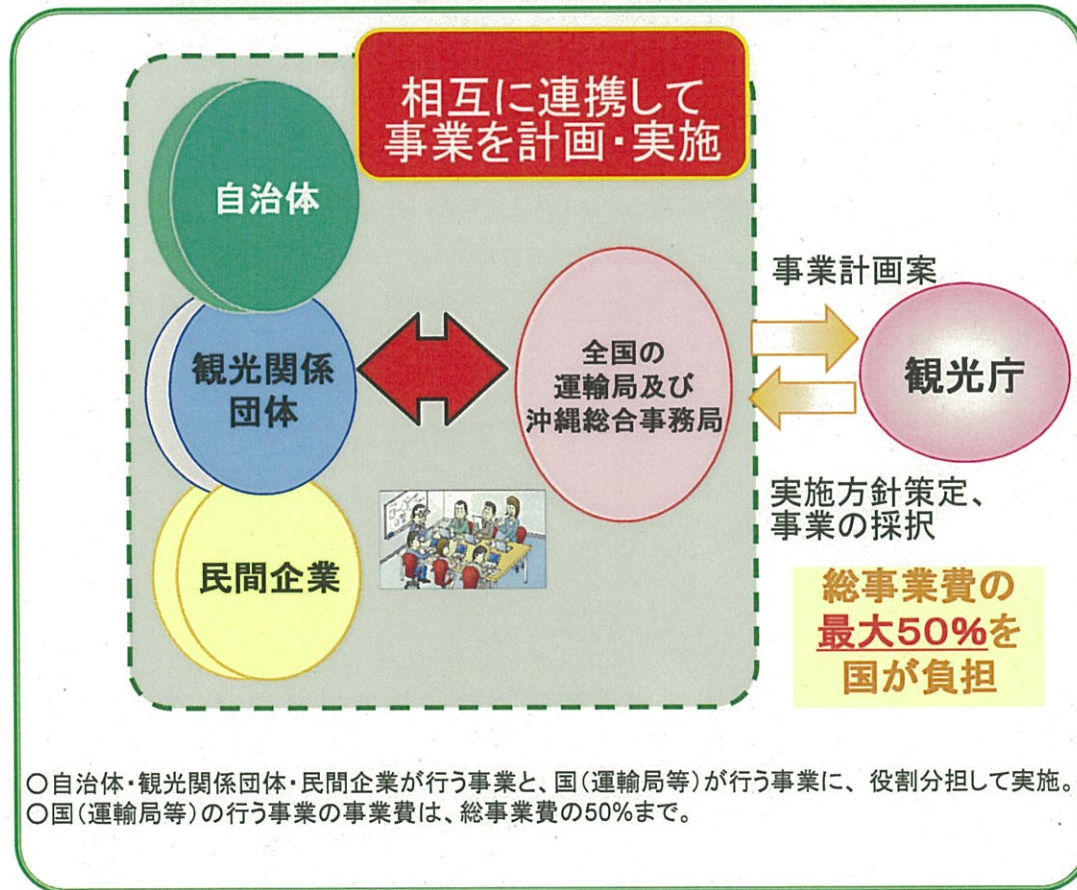 相互に連携して
事業を計画・実施
自治体
観光関係
団体
民間企業
全国の
運輸局及び
沖縄総合事務局
事業計画案
観光庁
実施方針策定、
事業の採択
総事業費の
最大50%を
国が負担
○自治体・観光関係団体・民間企業が行う事業と、国(運輸局等)が行う事業に、役割分担して実施。
○国(運輸局等)の行う事業の事業費は、総事業費の50%まで。